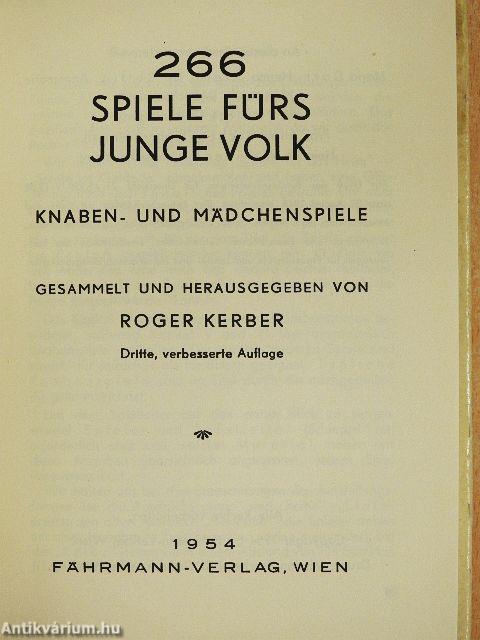 266
SPIELE FÜRS
JUNGE VOLK
KNABEN- UND MÄDCHENSPIELE
GESAMMELT UND HERAUSGEGEBEN VON
ROGER KERBER
Dritte, verbesserte Auflage
1954
FÄHRMANN-VERLAG, WIEN
Antikvárium.hu